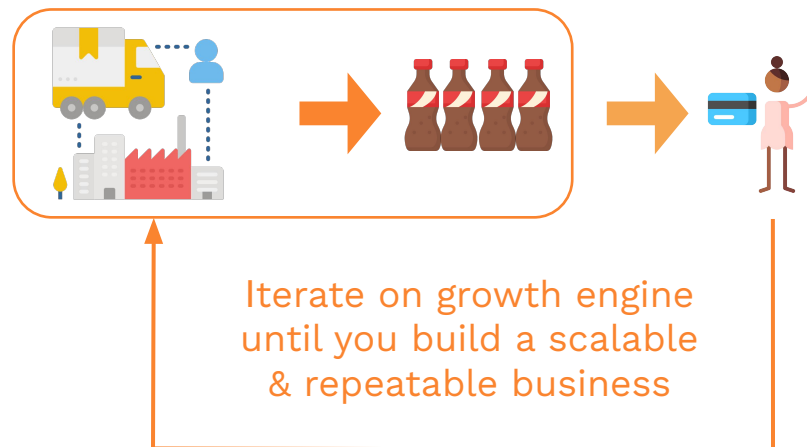 Iterate on growth engine
until you build a scalable
& repeatable business